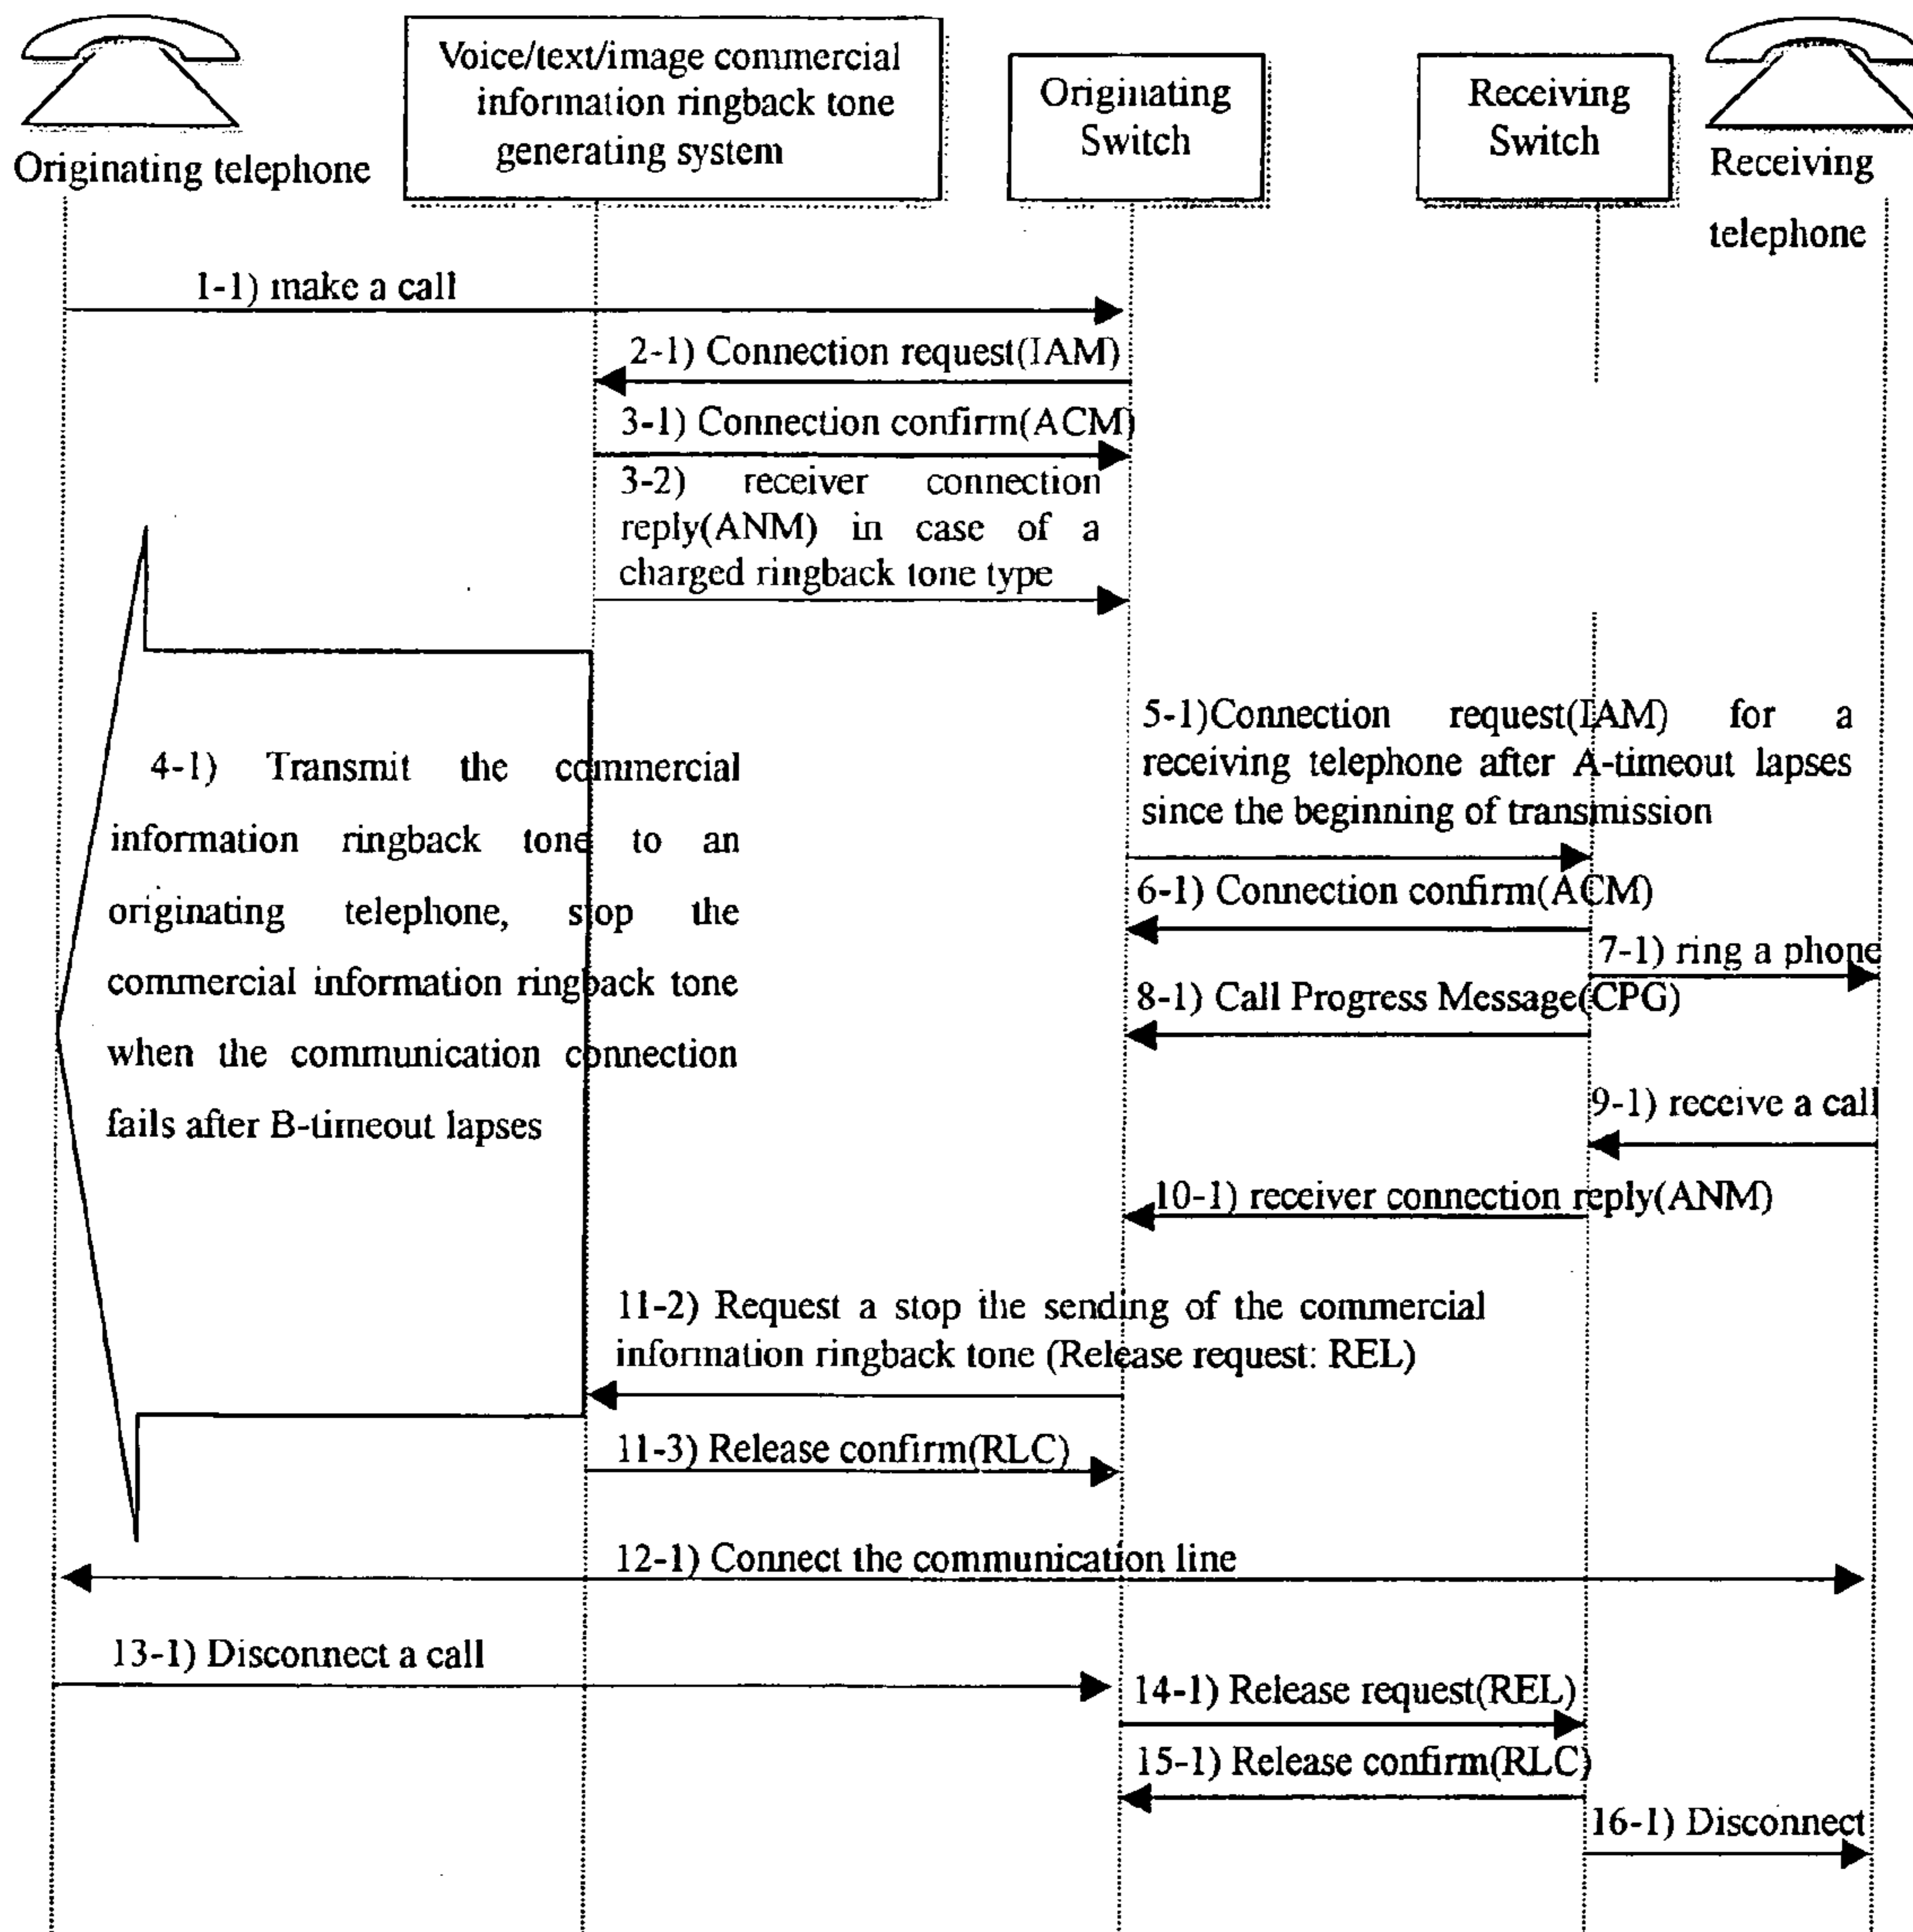 Originating telephone
Voice/text/image commercial
information ringback tone
generating system
Originating
Switch
Receiving
Switch
Receiving
telephone
1-1) make a call
2-1) Connection request(IAM)
3-1) Connection confirm(ACM)
3-2) receiver connection
reply(ANM) in case of a
charged ringback tone type
4-1) Transmit the commercial
information ringback tone to an
originating telephone, stop the
commercial information ringback tone
when the communication connection
fails after B-timeout lapses
5-1)Connection request(IAM) for a
receiving telephone after A-timeout lapses
since the beginning of transmission
6-1) Connection confirm(ACM)
7-1) ring a phone
8-1) Call Progress Message(CPG)
9-1) receive a call
10-1) receiver connection reply(ANM)
11-2) Request a stop the sending of the commercial
information ringback tone (Release request: REL)
11-3) Release confirm(RLC)
12-1) Connect the communication line
13-1) Disconnect a call
14-1) Release request(REL)
15-1) Release confirm(RLC)
16-1) Disconnect